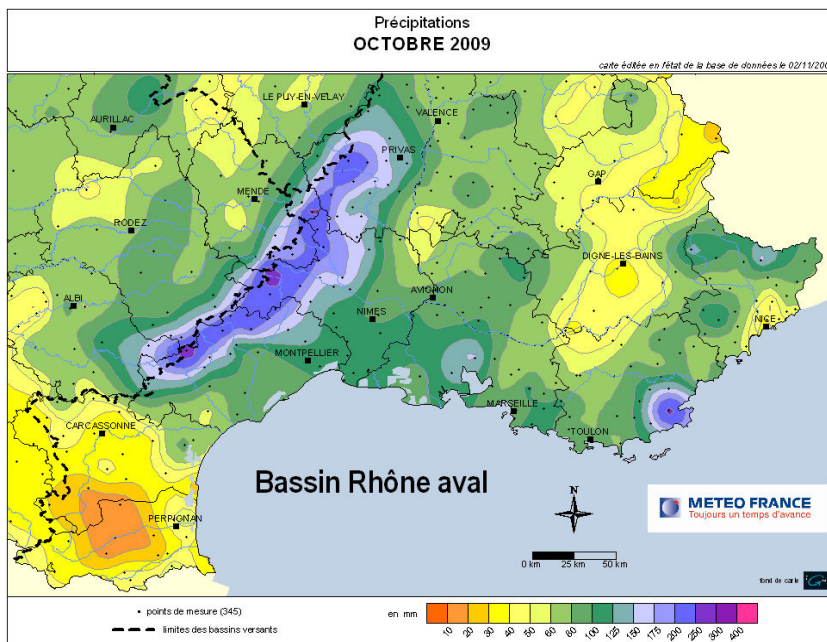 Précipitations
OCTOBRE 2009
carte éditée en l'état de la base de données le 02/11/200
LE PUY-EN-VELAY
AURILLAC
VALENCE
PRIVAS
GAP
MENDE
RODEZ
DIGNE-LES-BAINS
ALBI
AVIGNON
NIMES
NICE
MONTPELLIER
MARSEILLE
CARCASSONNE
TOULON
Bassin Rhône aval
N
METEO FRANCE
Toujours un temps d'avance
PERPIGNAN
0 km 25 km 50 km
fond de carte
points de mesure (345)
limites des bassins versants
en mm
10 20 30 40 50 60 80 100 125 150 175 200 250 300 400